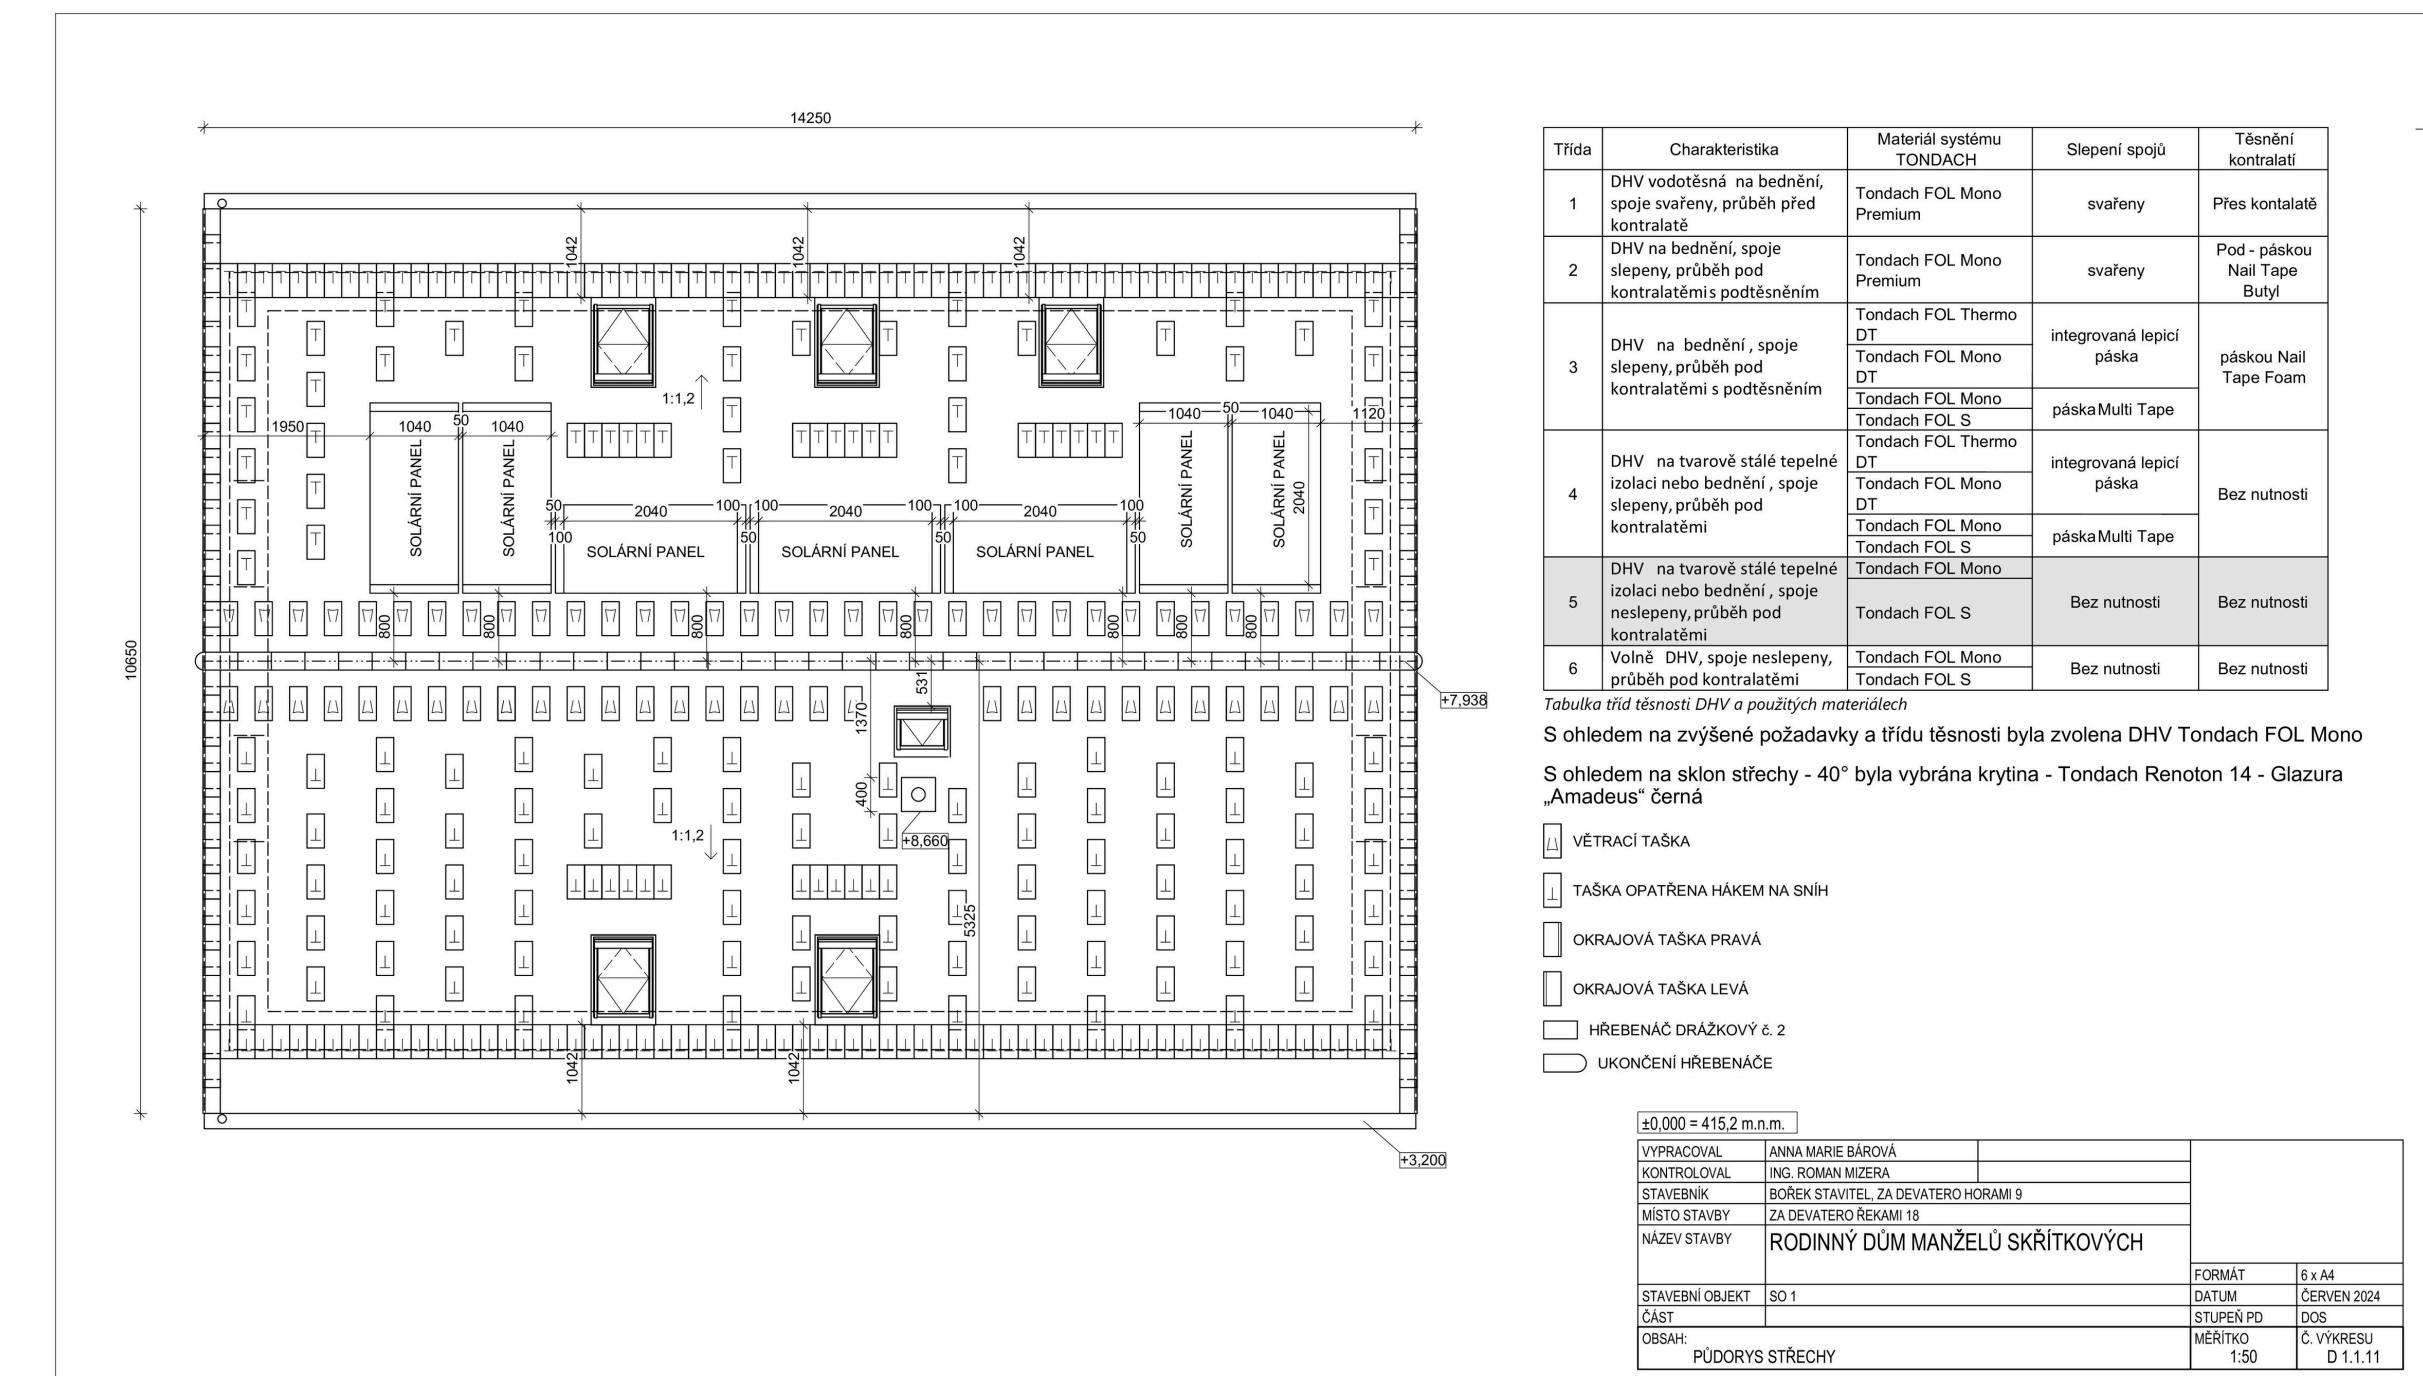 14250
10650
1042
1042
1042
1:1,2
1950
1040
50
1040
1040
50
1040
1120
SOLÁRNÍ PANEL
SOLÁRNÍ PANEL
SOLÁRNÍ PANEL
SOLÁRNÍ PANEL
2040
50
100
2040
100
50
100
2040
100
50
100
2040
100
50
SOLÁRNÍ PANEL
SOLÁRNÍ PANEL
SOLÁRNÍ PANEL
800
800
800
800
800
800
800
531
1370
400
+7,938
+8,660
1:1,2
5325
1042
1042
+3,200
Třída Charakteristika Materiál systému TONDACH Slepení spojů Těsnění kontralatí
1
DHV vodotěsná na bednění,
spoje svařeny, průběh před
kontralatě
Tondach FOL Mono
Premium
svařeny
Přes kontalatě
2
DHV na bednění, spoje
slepeny, průběh pod
kontralatěmi s podtěsněním
Tondach FOL Mono
Premium
svařeny
Pod - páskou
Nail Tape
Butyl
3
DHV na bednění , spoje
slepeny, průběh pod
kontralatěmi s podtěsněním
Tondach FOL Thermo
DT
Tondach FOL Mono
DT
Tondach FOL Mono
Tondach FOL S
integrovaná lepicí
páska
páska Multi Tape
páskou Nail
Tape Foam
4
DHV na tvarově stálé tepelné
izolaci nebo bednění , spoje
slepeny, průběh pod
kontralatěmi
Tondach FOL Thermo
DT
Tondach FOL Mono
DT
Tondach FOL Mono
Tondach FOL S
integrovaná lepicí
páska
páska Multi Tape
Bez nutnosti
5
DHV na tvarově stálé tepelné
izolaci nebo bednění , spoje
neslepeny, průběh pod
kontralatěmi
Tondach FOL Mono
Tondach FOL S
Bez nutnosti
Bez nutnosti
6
Volně DHV, spoje neslepeny,
průběh pod kontralatěmi
Tondach FOL Mono
Tondach FOL S
Bez nutnosti
Bez nutnosti
Tabulka tříd těsnosti DHV a použitých materiálech
S ohledem na zvýšené požadavky a třídu těsnosti byla zvolena DHV Tondach FOL Mono
S ohledem na sklon střechy - 40° byla vybrána krytina - Tondach Renoton 14 - Glazura
„Amadeus“ černá
VĚTRACÍ TAŠKA
TAŠKA OPATŘENA HÁKEM NA SNÍH
OKRAJOVÁ TAŠKA PRAVÁ
OKRAJOVÁ TAŠKA LEVÁ
HŘEBENÁČ DRÁŽKOVÝ č. 2
UKONČENÍ HŘEBENÁČE
±0,000 = 415,2 m.n.m.
VYPRACOVAL ANNA MARIE BÁROVÁ
KONTROLOVAL ING. ROMAN MIZERA
STAVEBNÍK BOŘEK STAVITEL, ZA DEVATERO HORAMI 9
MÍSTO STAVBY ZA DEVATERO ŘEKAMI 18
NÁZEV STAVBY RODINNÝ DŮM MANŽELŮ SKŘÍTKOVÝCH
FORMÁT 6 x A4
STAVEBNÍ OBJEKT SO 1 DATUM ČERVEN 2024
ČÁST STUPEŇ PD DOS
OBSAH: MĚŘÍTKO Č. VÝKRESU
PŮDORYS STŘECHY 1:50 D 1.1.11